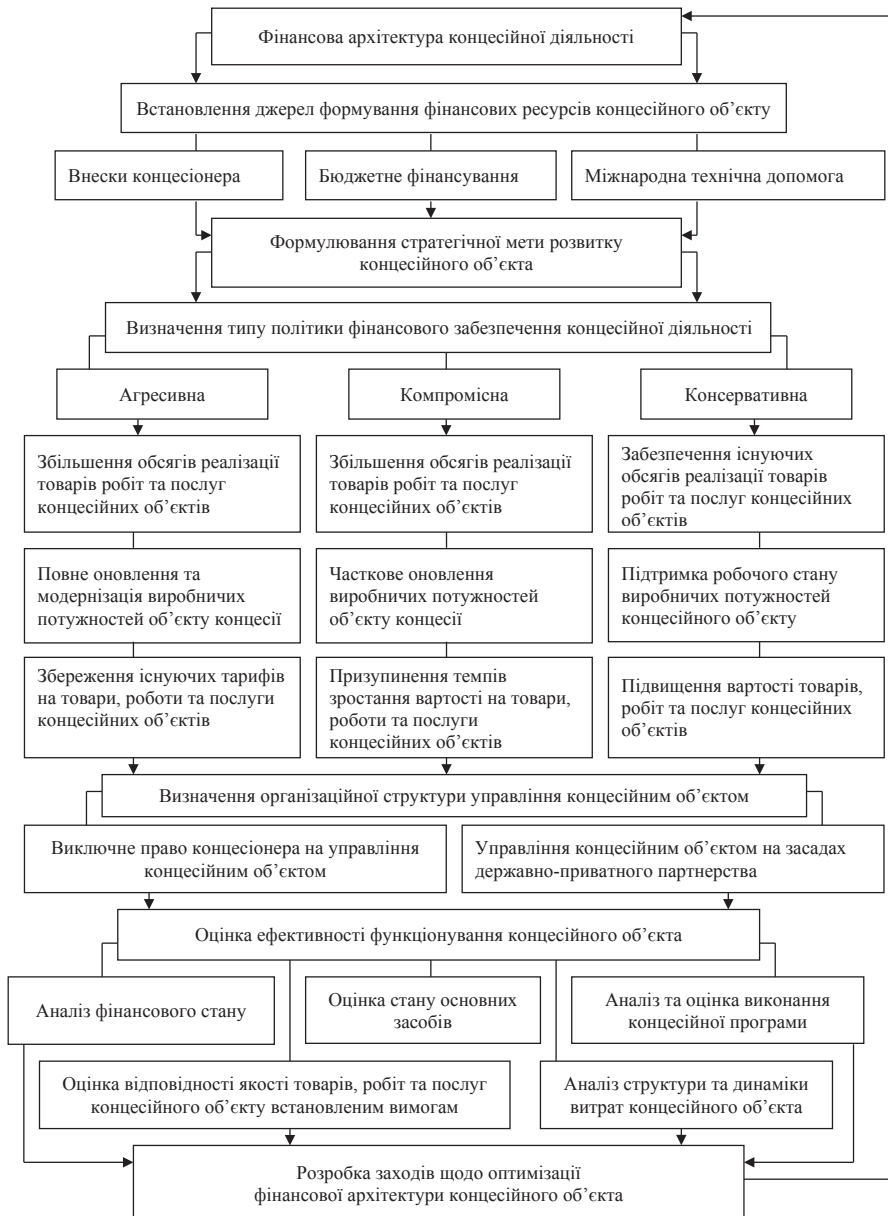 Фінансова архітектура концесійної діяльності
Встановлення джерел формування фінансових ресурсів концесійного об’єкту
Внески концесіонера
Бюджетне фінансування
Міжнародна технічна допомога
Формулювання стратегічної мети розвитку
концесійного об’єкта
Визначення типу політики фінансового забезпечення концесійної діяльності
Агресивна
Компромісна
Консервативна
Збільшення обсягів реалізації
товарів робіт та послуг
концесійних об’єктів
Збільшення обсягів реалізації
товарів робіт та послуг
концесійних об’єктів
Забезпечення існуючих
обсягів реалізації товарів
робіт та послуг концесійних
об’єктів
Повне оновлення та
модернізація виробничих
потужностей об’єкту концесії
Часткове оновлення
виробничих потужностей
об’єкту концесії
Підтримка робочого стану
виробничих потужностей
концесійного об’єкту
Збереження існуючих тарифів
на товари, роботи та послуги
концесійних об’єктів
Призупинення темпів
зростання вартості на товари,
роботи та послуги
концесійних об’єктів
Підвищення вартості товарів,
робіт та послуг концесійних
об’єктів
Визначення організаційної структури управління концесійним об’єктом
Виключне право концесіонера на управління
концесійним об’єктом
Управління концесійним об’єктом на засадах
державно-приватного партнерства
Оцінка ефективності функціонування концесійного об’єкта
Аналіз фінансового стану
Оцінка стану основних
засобів
Аналіз та оцінка виконання
концесійної програми
Оцінка відповідності якості товарів, робіт та послуг
концесійного об’єкту встановленим вимогам
Аналіз структури та динаміки
витрат концесійного об’єкта
Розробка заходів щодо оптимізації
фінансової архітектури концесійного об’єкта